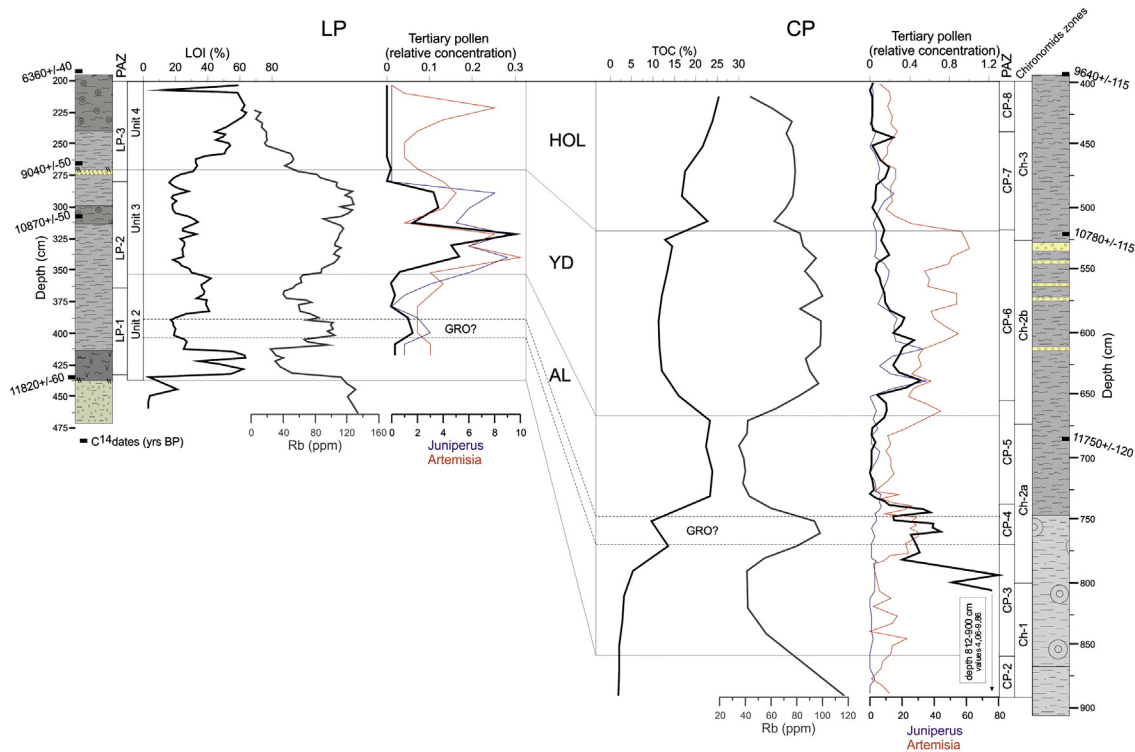 LP
CP
LOI (%)
Tertiary pollen
(relative concentration)
TOC (%)
Tertiary pollen
(relative concentration)
PAZ
PAZ
Chironomids zones
6360+/-40
9640+/-115
0 20 40 60 80
0 0.1 0.2 0.3
0 5 10 15 20 25 30
0 0.4 0.8 1.2
200
225
250
275
300
325
350
375
400
425
450
475
Depth (cm)
9040+/-50
10870+/-50
11820+/-60
LP-3
LP-2
LP-1
Unit 4
Unit 3
Unit 2
GRO?
HOL
YD
AL
GRO?
0 40 80 120 160
Rb (ppm)
0 2 4 6 8 10
Juniperus
Artemisia
C14dates (yrs BP)
CP-8
CP-7
CP-6
CP-5
CP-4
CP-3
CP-2
Ch-3
Ch-2b
Ch-2a
Ch-1
depth 812-900 cm
values 4,06-9,86
10780+/-115
11750+/-120
400
450
500
550
600
650
700
750
800
850
900
Depth (cm)
20 40 60 80 100 120
Rb (ppm)
0 20 40 60 80
Juniperus
Artemisia